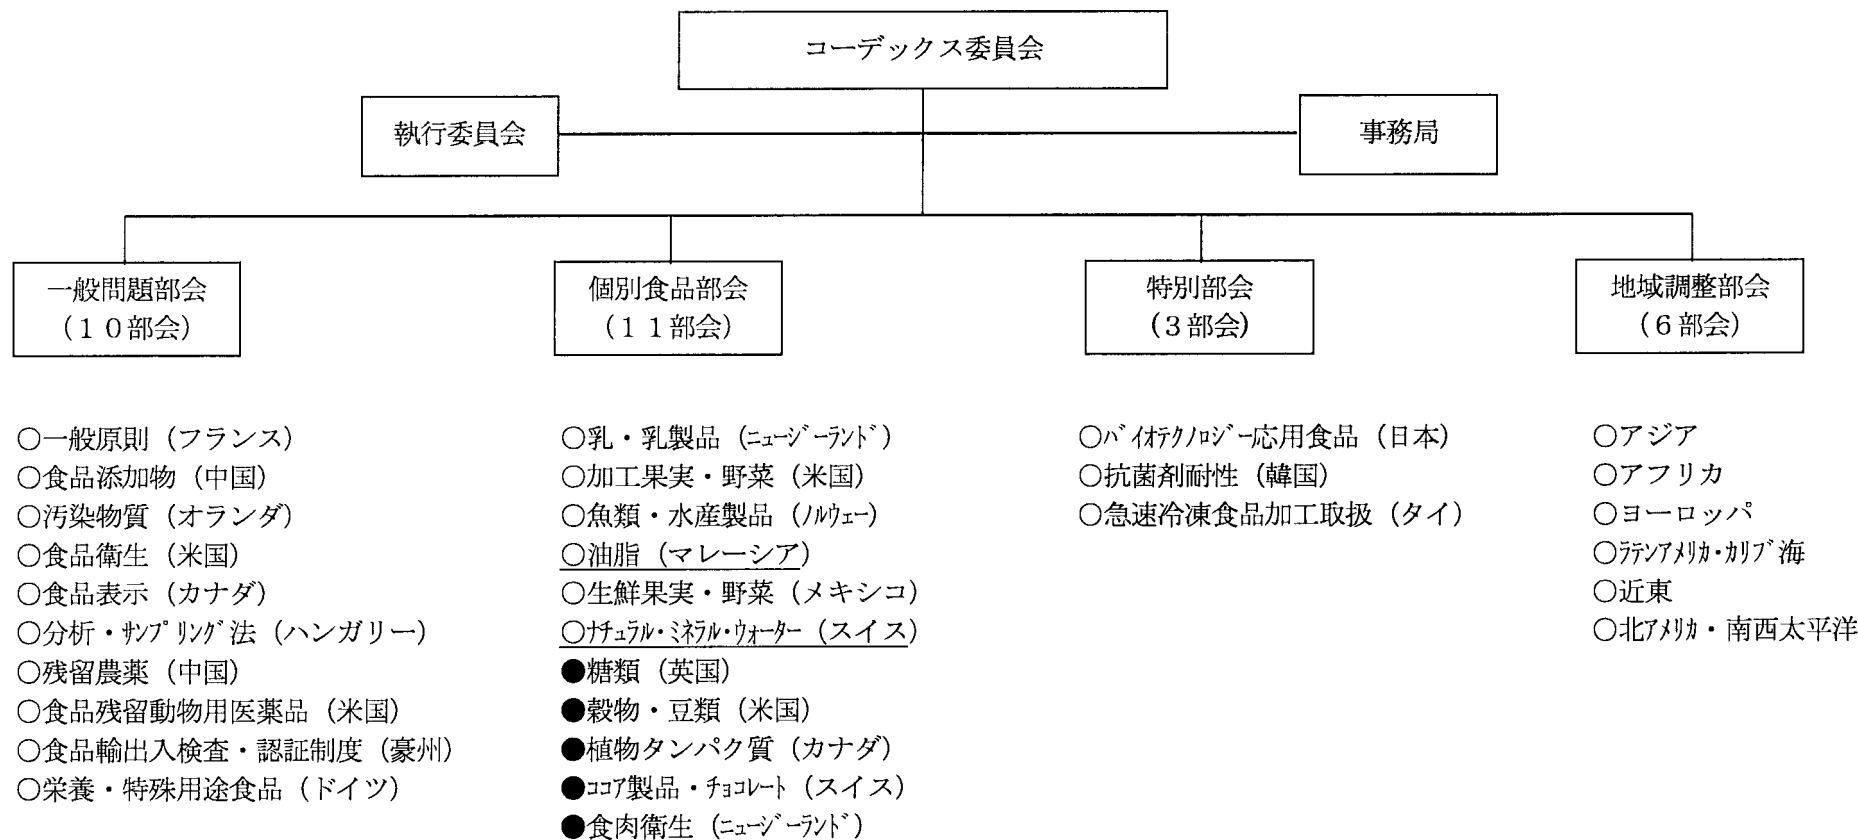 コーデックス委員会
執行委員会
事務局
一般問題部会
(10部会)
個別食品部会
(11部会)
特別部会
(3部会)
地域調整部会
(6部会)
○一般原則（フランス）
○食品添加物（中国）
○汚染物質（オランダ）
○食品衛生（米国）
○食品表示（カナダ）
○分析・ｻﾝﾌﾟﾘﾝｸﾞ法（ハンガリー）
○残留農薬（中国）
○食品残留動物用医薬品（米国）
○食品輸出入検査・認証制度（豪州）
○栄養・特殊用途食品（ドイツ）
○乳・乳製品（ﾆｭｰｼﾞｰﾗﾝﾄﾞ）
○加工果実・野菜（米国）
○魚類・水産製品（ﾉﾙｳｪｰ）
○油脂（マレーシア）
○生鮮果実・野菜（メキシコ）
○ﾅﾁｭﾗﾙ・ﾐﾈﾗﾙ・ｳｫｰﾀｰ（スイス）
●糖類（英国）
●穀物・豆類（米国）
●植物タンパク質（カナダ）
●ｺｺｱ製品・ﾁｮｺﾚｰﾄ（スイス）
●食肉衛生（ﾆｭｰｼﾞｰﾗﾝﾄﾞ）
○ﾊﾞｲｵﾃｸﾉﾛｼﾞｰ応用食品（日本）
○抗菌剤耐性（韓国）
○急速冷凍食品加工取扱（タイ）
○アジア
○アフリカ
○ヨーロッパ
○ﾗﾃﾝｱﾒﾘｶ・ｶﾘﾌﾞ海
○近東
○北ｱﾒﾘｶ・南西太平洋